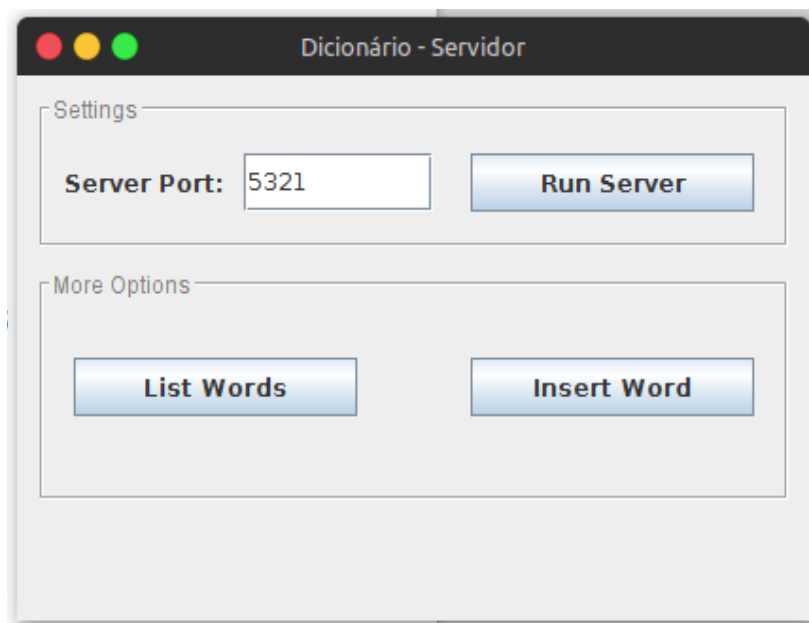 Dicionário - Servidor
Settings
Server Port: 5321 Run Server
More Options
List Words Insert Word